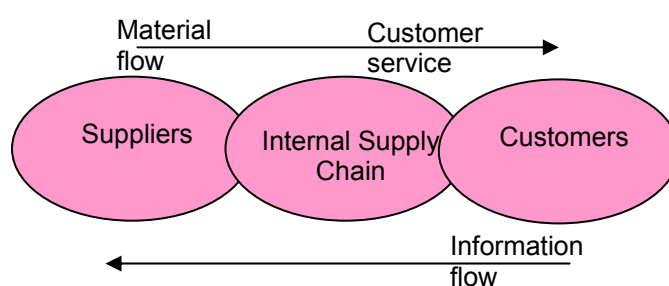 Material
flow
Customer
service
Suppliers
Internal Supply
Chain
Customers
Information
flow